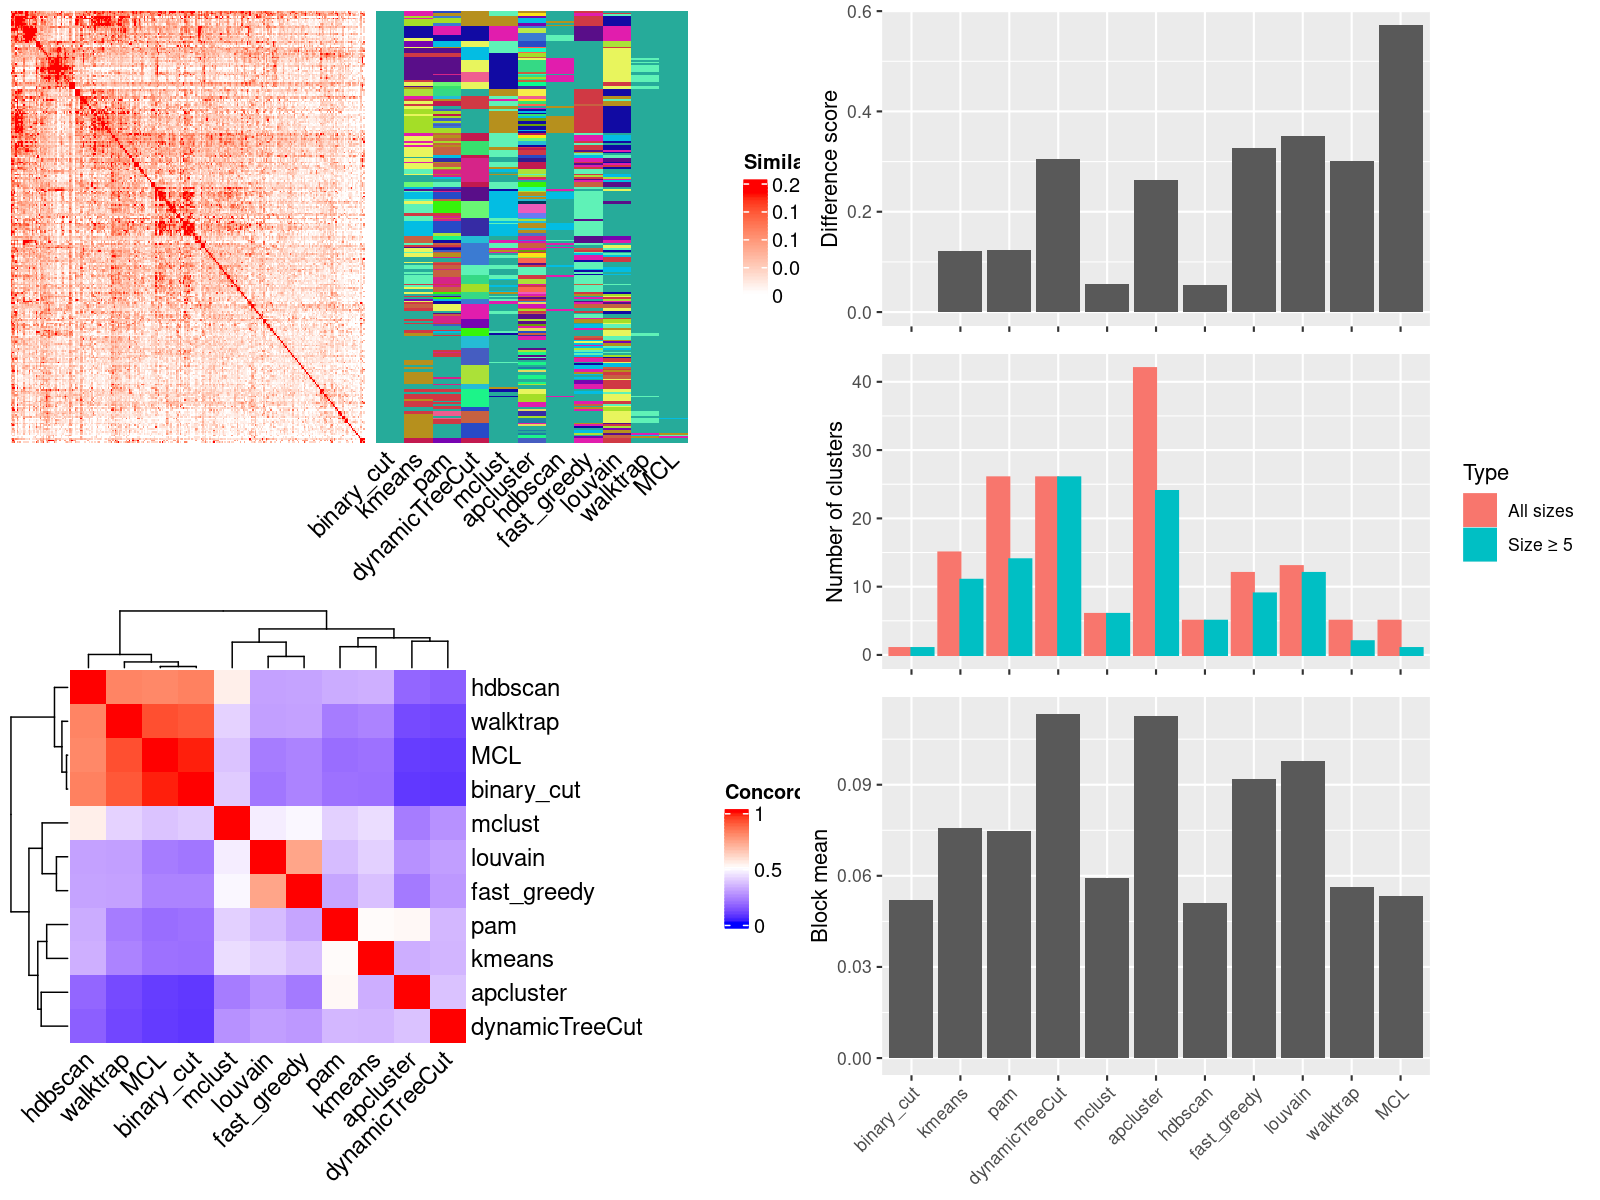 Simila
0.2
0.1
0.1
0.0
0
binary_cut
kmeans
pam
dynamicTreeCut
mclust
apcluster
hdbscan
fast_greedy
louvain
walktrap
MCL
hdbscan
walktrap
MCL
binary_cut
mclust
louvain
fast_greedy
pam
kmeans
apcluster
dynamicTreeCut
hdbscan
walktrap
MCL
binary_cut
mclust
louvain
fast_greedy
pam
kmeans
apcluster
dynamicTreeCut
Concord
1
0.5
0
Difference score
0.6
0.4
0.2
0.0
Number of clusters
40
30
20
10
0
Type
All sizes
Size ≥ 5
Block mean
0.09
0.06
0.03
0.00
binary_cut
kmeans
pam
dynamicTreeCut
mclust
apcluster
hdbscan
fast_greedy
louvain
walktrap
MCL